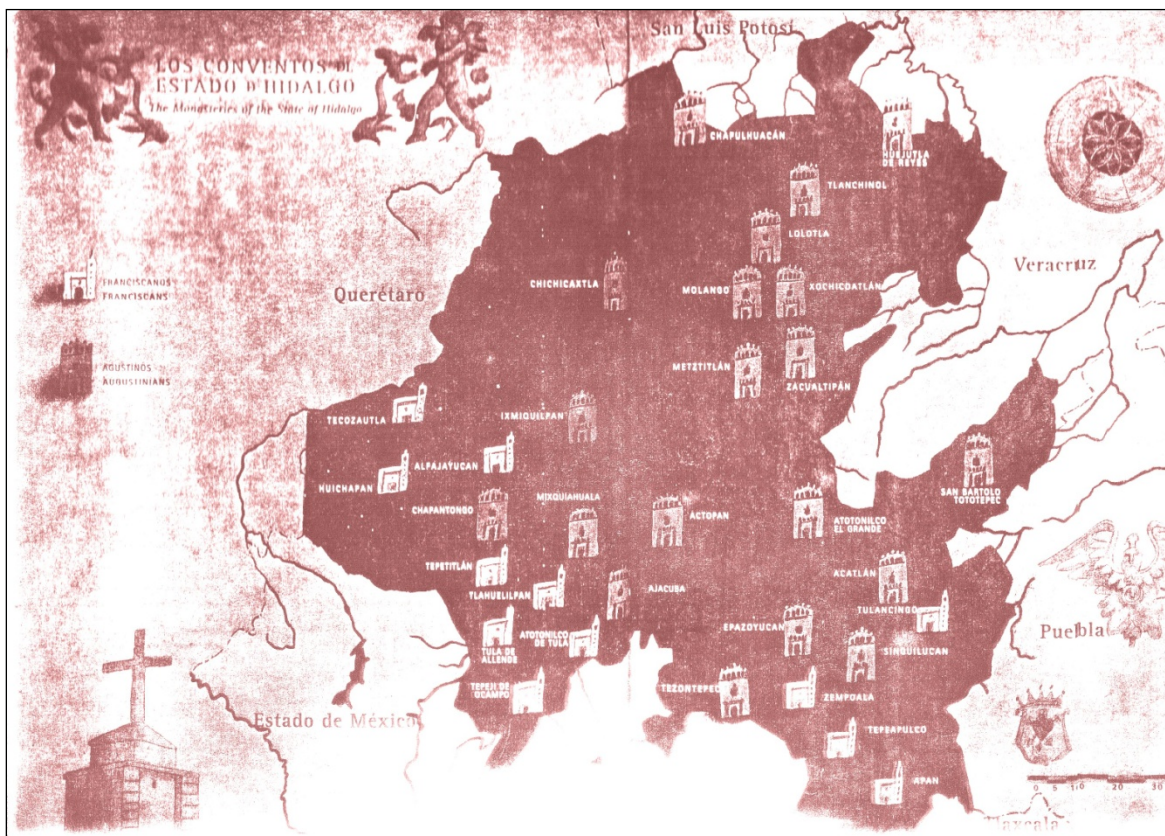 San Luis Potosí
LOS CONVENTOS DE
ESTADO D'HIDALGO
The Monasteries of the State of Hidalgo
CHAPULHUACÁN
HUEJUTLA
DE REYES
TLANCHINOL
LOLOTLA
Veracruz
FRANCISCANOS
FRANCISCANS
Querétaro
CHICHICAXTLA
MOLANGO
XOCHICOATLÁN
AGUSTINOS
AUGUSTINIANS
METZTITLÁN
ZACUALTIPÁN
TECOZAUTLA
IXMIQUILPAN
ALFAJAYUCAN
HUICHAPAN
SAN BARTOLO
TOTOTEPEC
MIXQUIAHUALA
CHAPANTONGO
ACTOPAN
ATOTONILCO
EL GRANDE
TEPETITLÁN
ACATLÁN
TLAHUELILPAN
AJACUBA
TULANCINGO
EPAZOYUCAN
ATOTONILCO
DE TULA
TULA DE
ALLENDE
SINGUILUCAN
Puebla
TEPEJI DE
OCAMPO
TEZONTEPEC
ZEMPOALA
Estado de México
TEPEAPULCO
APAN
0 5 10 20 30
Tlaxcala